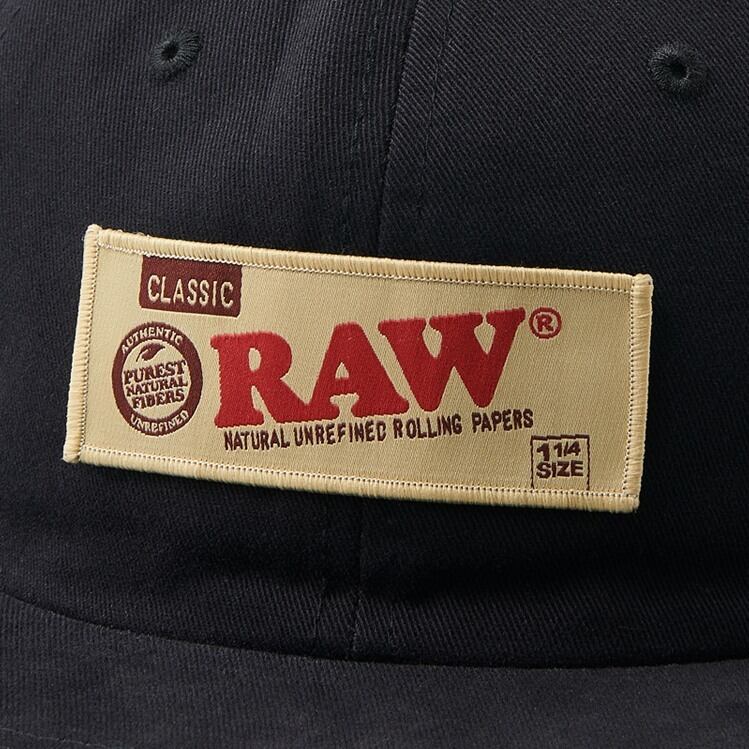 CLASSIC
AUTHENTIC
PUREST
NATURAL
FIBERS
UNREFINED
RAW®
NATURAL UNREFINED ROLLING PAPERS
1 1/4
SIZE